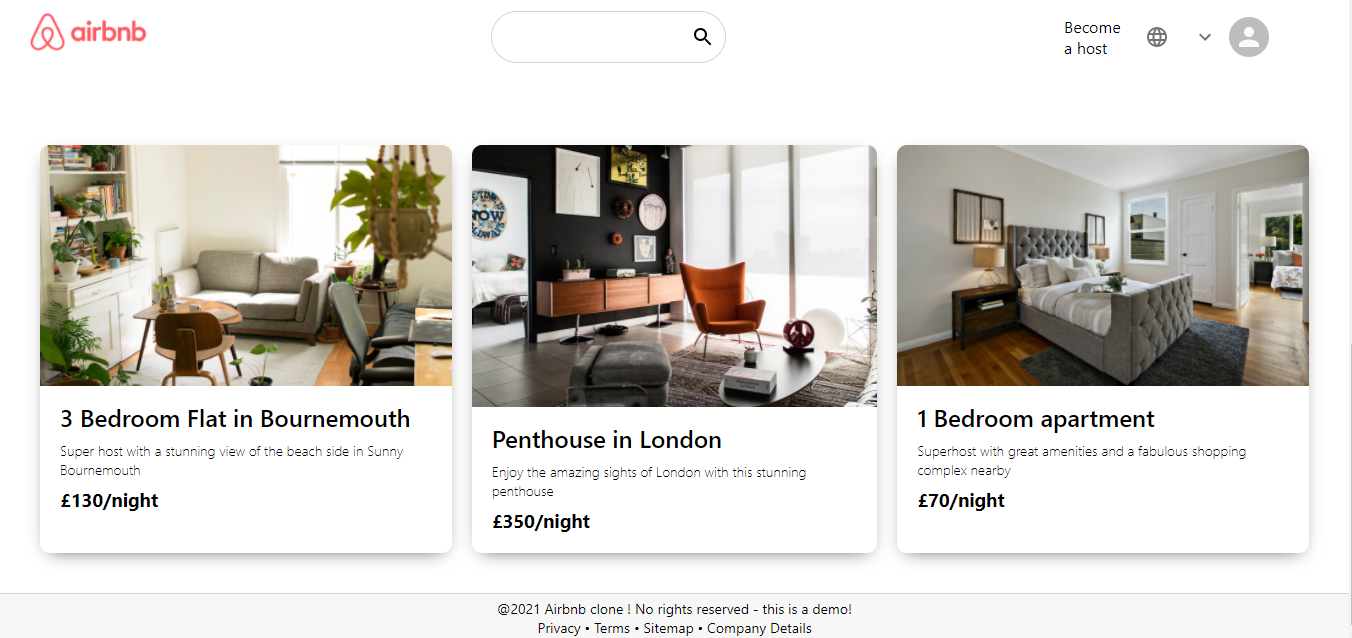 airbnb
Become
a host
NOW
3 Bedroom Flat in Bournemouth
Super host with a stunning view of the beach side in Sunny
Bournemouth
£130/night
Penthouse in London
Enjoy the amazing sights of London with this stunning
penthouse
£350/night
1 Bedroom apartment
Superhost with great amenities and a fabulous shopping
complex nearby
£70/night
@2021 Airbnb clone ! No rights reserved - this is a demo!
Privacy • Terms • Sitemap • Company Details